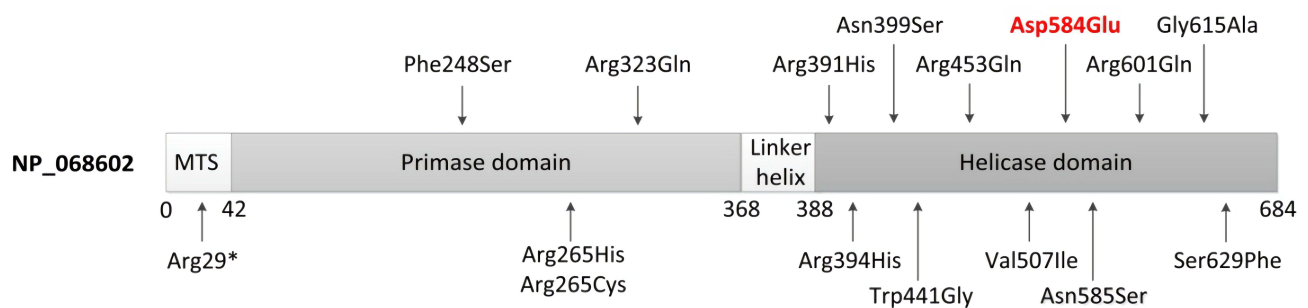 Asn399Ser Asp584Glu Gly615Ala
Phe248Ser Arg323Gln Arg391His Arg453Gln Arg601Gln
NP_068602 MTS Primase domain Linker helix Helicase domain
0 42 368 388 684
Arg29* Arg265His Arg394His Val507Ile Ser629Phe
Arg265Cys Trp441Gly Asn585Ser